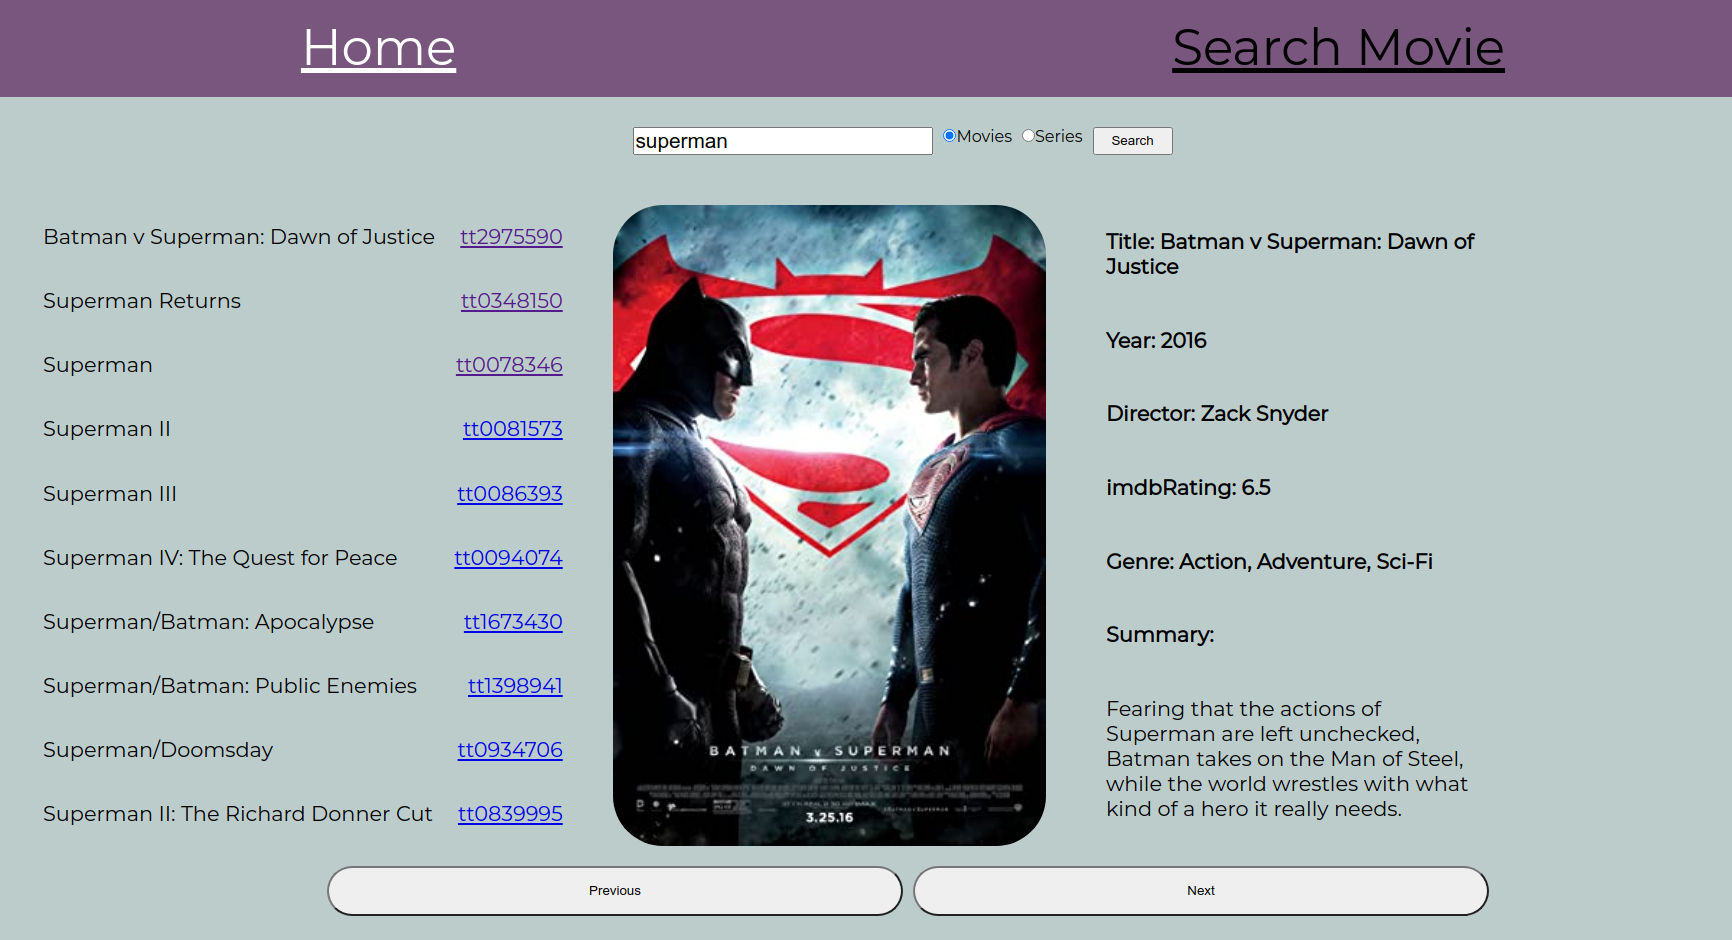 Home
Search Movie
superman
Movies
Series
Search
Batman v Superman: Dawn of Justice tt2975590
Superman Returns tt0348150
Superman tt0078346
Superman II tt0081573
Superman III tt0086393
Superman IV: The Quest for Peace tt0094074
Superman/Batman: Apocalypse tt1673430
Superman/Batman: Public Enemies tt1398941
Superman/Doomsday tt0934706
Superman II: The Richard Donner Cut tt0839995
BATMAN v SUPERMAN
DAWN OF JUSTICE
3.25.16
Title: Batman v Superman: Dawn of
Justice
Year: 2016
Director: Zack Snyder
imdbRating: 6.5
Genre: Action, Adventure, Sci-Fi
Summary:
Fearing that the actions of
Superman are left unchecked,
Batman takes on the Man of Steel,
while the world wrestles with what
kind of a hero it really needs.
Previous
Next